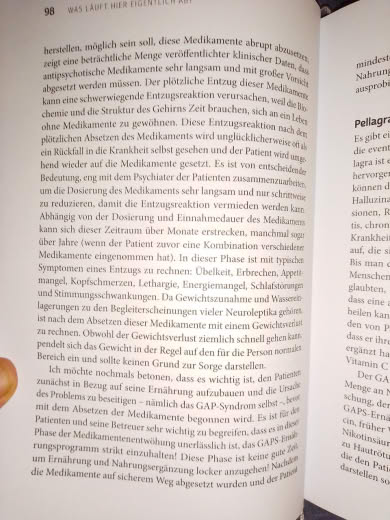 98 WAS LÄUFT HIER EIGENTLICH AB?
herstellen, möglich sein soll, diese Medikamente abrupt abzusetzen,
zeigt eine beträchtliche Menge veröffentlichter klinischer Daten, dass
antipsychotische Medikamente sehr langsam und mit großer Vorsicht
abgesetzt werden müssen. Der plötzliche Entzug dieser Medikamente
kann eine schwerwiegende Entzugsreaktion verursachen, weil die Bio-
chemie und die Struktur des Gehirns Zeit brauchen, sich an ein Leben
ohne Medikamente zu gewöhnen. Diese Entzugsreaktion nach dem
plötzlichen Absetzen des Medikaments wird unglücklicherweise oft als
ein Rückfall in die Krankheit selbst gesehen und der Patient wird umge-
hend wieder auf die Medikamente gesetzt. Es ist von entscheidender
Bedeutung, eng mit dem Psychiater der Patienten zusammenzuarbeiten,
um die Dosierung des Medikaments sehr langsam und nur schrittweise
zu reduzieren, damit die Entzugsreaktion vermieden werden kann.
Abhängig von der Dosierung und Einnahmedauer des Medikaments
kann sich dieser Zeitraum über Monate erstrecken, manchmal sogar
über Jahre (wenn der Patient zuvor eine Kombination verschiedener
Medikamente eingenommen hat). In dieser Phase ist mit typischen
Symptomen eines Entzugs zu rechnen: Übelkeit, Erbrechen, Appetit-
mangel, Kopfschmerzen, Lethargie, Energiemangel, Schlafstörungen
und Stimmungsschwankungen. Da Gewichtszunahme und Wasserein-
lagerungen zu den Begleiterscheinungen vieler Neuroleptika gehören,
ist nach dem Absetzen dieser Medikamente mit einem Gewichtsverlust
zu rechnen. Obwohl der Gewichtsverlust ziemlich schnell gehen kann,
pendelt sich das Gewicht in der Regel auf den für die Person normalen
Bereich ein und sollte keinen Grund zur Sorge darstellen.
Ich möchte nochmals betonen, dass es wichtig ist, den Patienten
zunächst in Bezug auf seine Ernährung aufzubauen und die Ursache
des Problems zu beseitigen – nämlich das GAP-Syndrom selbst –, bevor
mit dem Absetzen der Medikamente begonnen wird. Es ist für den
Patienten und seine Betreuer sehr wichtig zu begreifen, dass es in dieser
Phase der Medikamentenentwöhnung unerlässlich ist, das GAPS-Ernäh-
rungsprogramm strikt einzuhalten! Diese Phase ist keine gute Zeit,
um Ernährung und Nahrungsergänzung locker anzugehen! Nachdem
die Medikamente auf sicherem Weg abgesetzt wurden und der Patient
mindeste
Nahrung
ausprobi
Pellagra
Es gibt ei
die event
lagra ist e
hervorger
können d
Halluzina
sionen, R
tis, chron
Krankheit
auf, die si
Bis man d
Menschen
glaubten,
dass eine a
heilen kan
den von P
dass er ihre
ergänzt ha
Vitamin C
Der GA
Menge an N
schung, der
GAPS-Ernä
cin, früher V
Nikotinsäur
zu Hautrötu
die den Pati
darstellen so